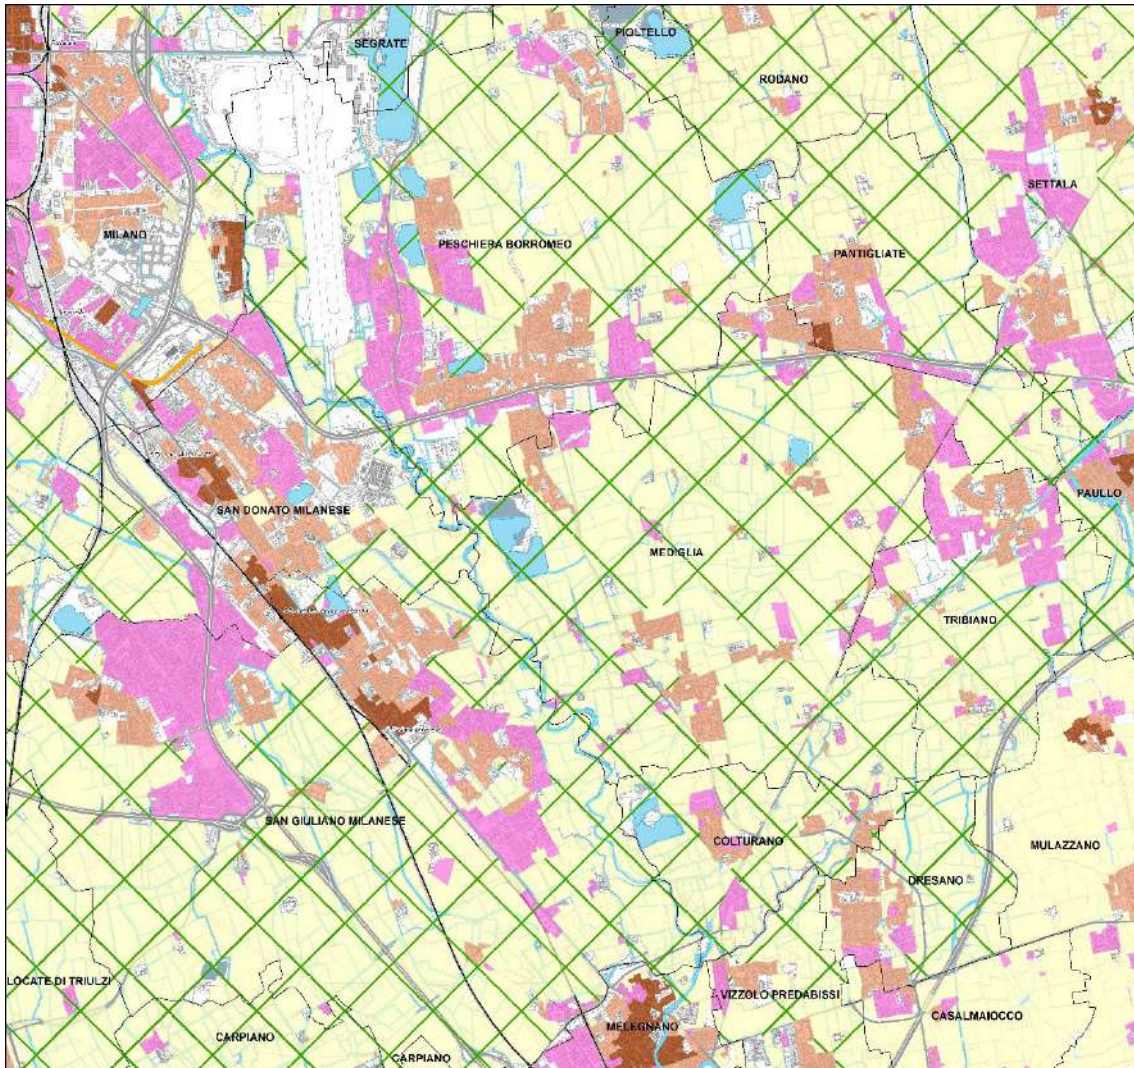 SEGRATE
PIOLTELLO
RODANO
SETTALA
MILANO
PESCHIERA BORROMEO
PANTIGLIATE
PAULLO
SAN DONATO MILANESE
MEDIGLIA
TRIBIANO
SAN GIULIANO MILANESE
COLTURANO
MULAZZANO
DRESANO
LOCATE DI TRIULZI
VIZZOLO PREDABISSI
CASALMAIOCCO
MELEGNANO
CARPIANO
CARPIANO